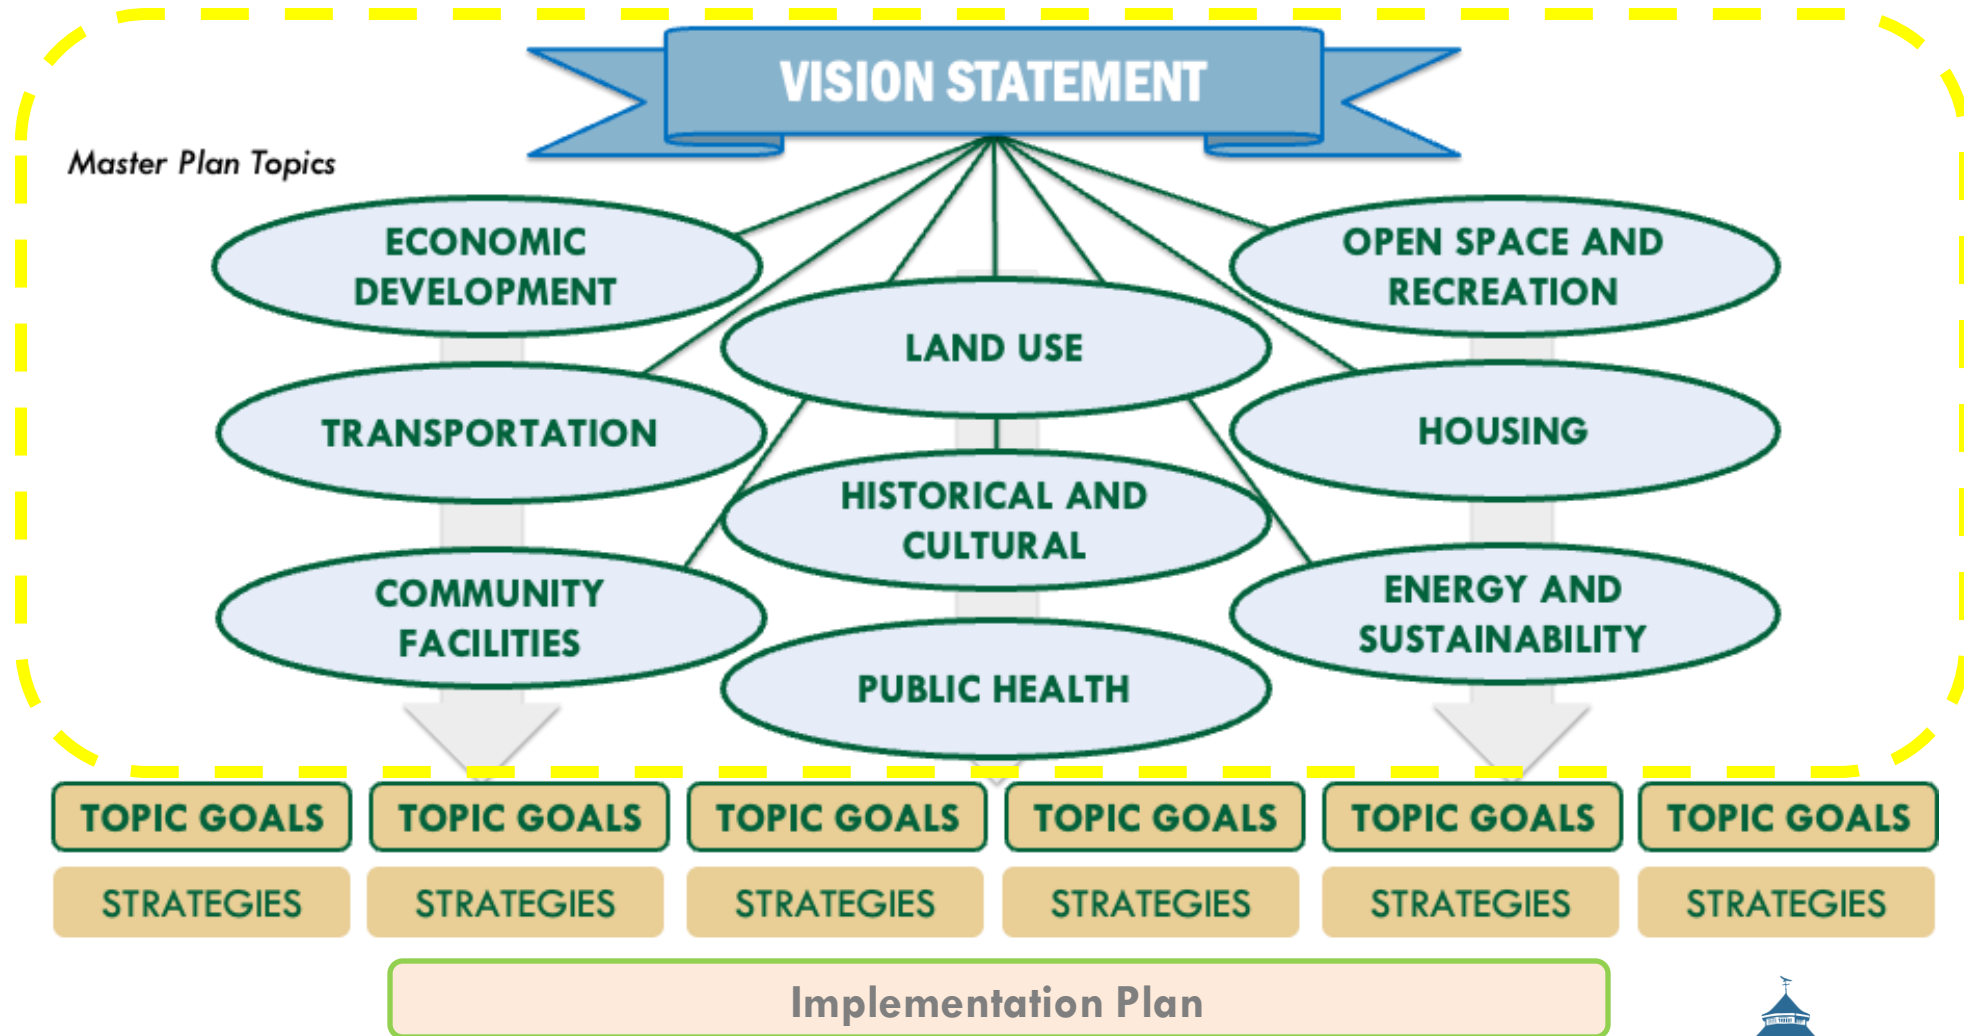 VISION STATEMENT
Master Plan Topics
ECONOMIC
DEVELOPMENT
OPEN SPACE AND
RECREATION
LAND USE
TRANSPORTATION
HOUSING
HISTORICAL AND
CULTURAL
COMMUNITY
FACILITIES
ENERGY AND
SUSTAINABILITY
PUBLIC HEALTH
TOPIC GOALS TOPIC GOALS TOPIC GOALS TOPIC GOALS TOPIC GOALS TOPIC GOALS
STRATEGIES STRATEGIES STRATEGIES STRATEGIES STRATEGIES STRATEGIES
Implementation Plan